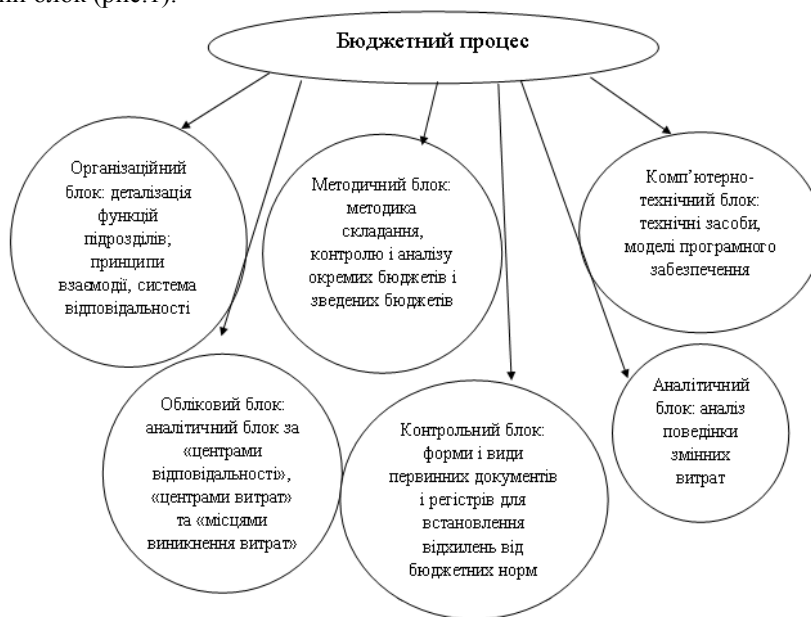 блок (рис.1).
Бюджетний процес
Організаційний
блок: деталізація
функцій
підрозділів;
принципи
взаємодії, система
відповідальності
Методичний блок:
методика
складання,
контролю і аналізу
окремих бюджетів і
зведених бюджетів
Комп’ютерно-
технічний блок:
технічні засоби,
моделі програмного
забезпечення
Обліковий блок:
аналітичний блок за
«центрами
відповідальності»,
«центрами витрат»
та «місцями
виникнення витрат»
Контрольний блок:
форми і види
первинних документів
і регістрів для
встановлення
відхилень від
бюджетних норм
Аналітичний
блок: аналіз
поведінки
змінних
витрат